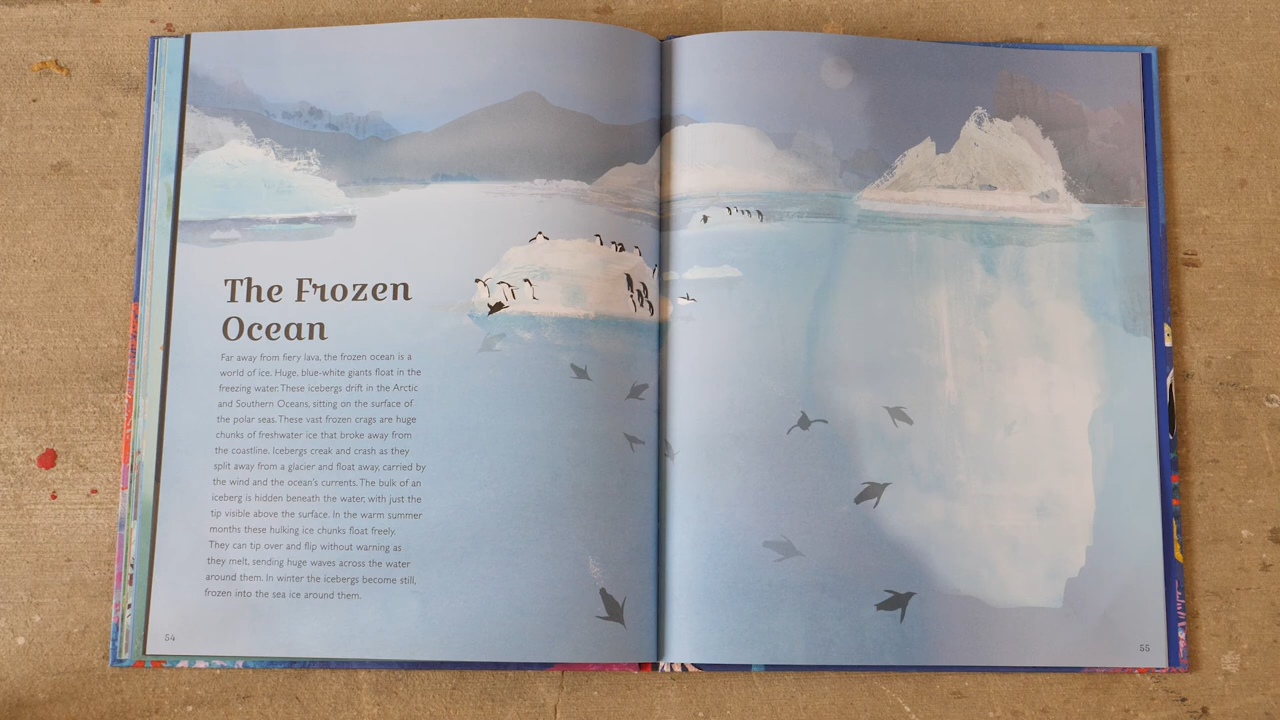 The Frozen
Ocean
Far away from fiery lava, the frozen ocean is a
world of ice. Huge, blue-white giants float in the
freezing water. These icebergs drift in the Arctic
and Southern Oceans, sitting on the surface of
the polar seas. These vast frozen crags are huge
chunks of freshwater ice that broke away from
the coastline. Icebergs creak and crash as they
split away from a glacier and float away, carried by
the wind and the ocean's currents. The bulk of an
iceberg is hidden beneath the water, with just the
tip visible above the surface. In the warm summer
months these hulking ice chunks float freely.
They can tip over and flip without warning as
they melt, sending huge waves across the water
around them. In winter the icebergs become still,
frozen into the sea ice around them.
54
55